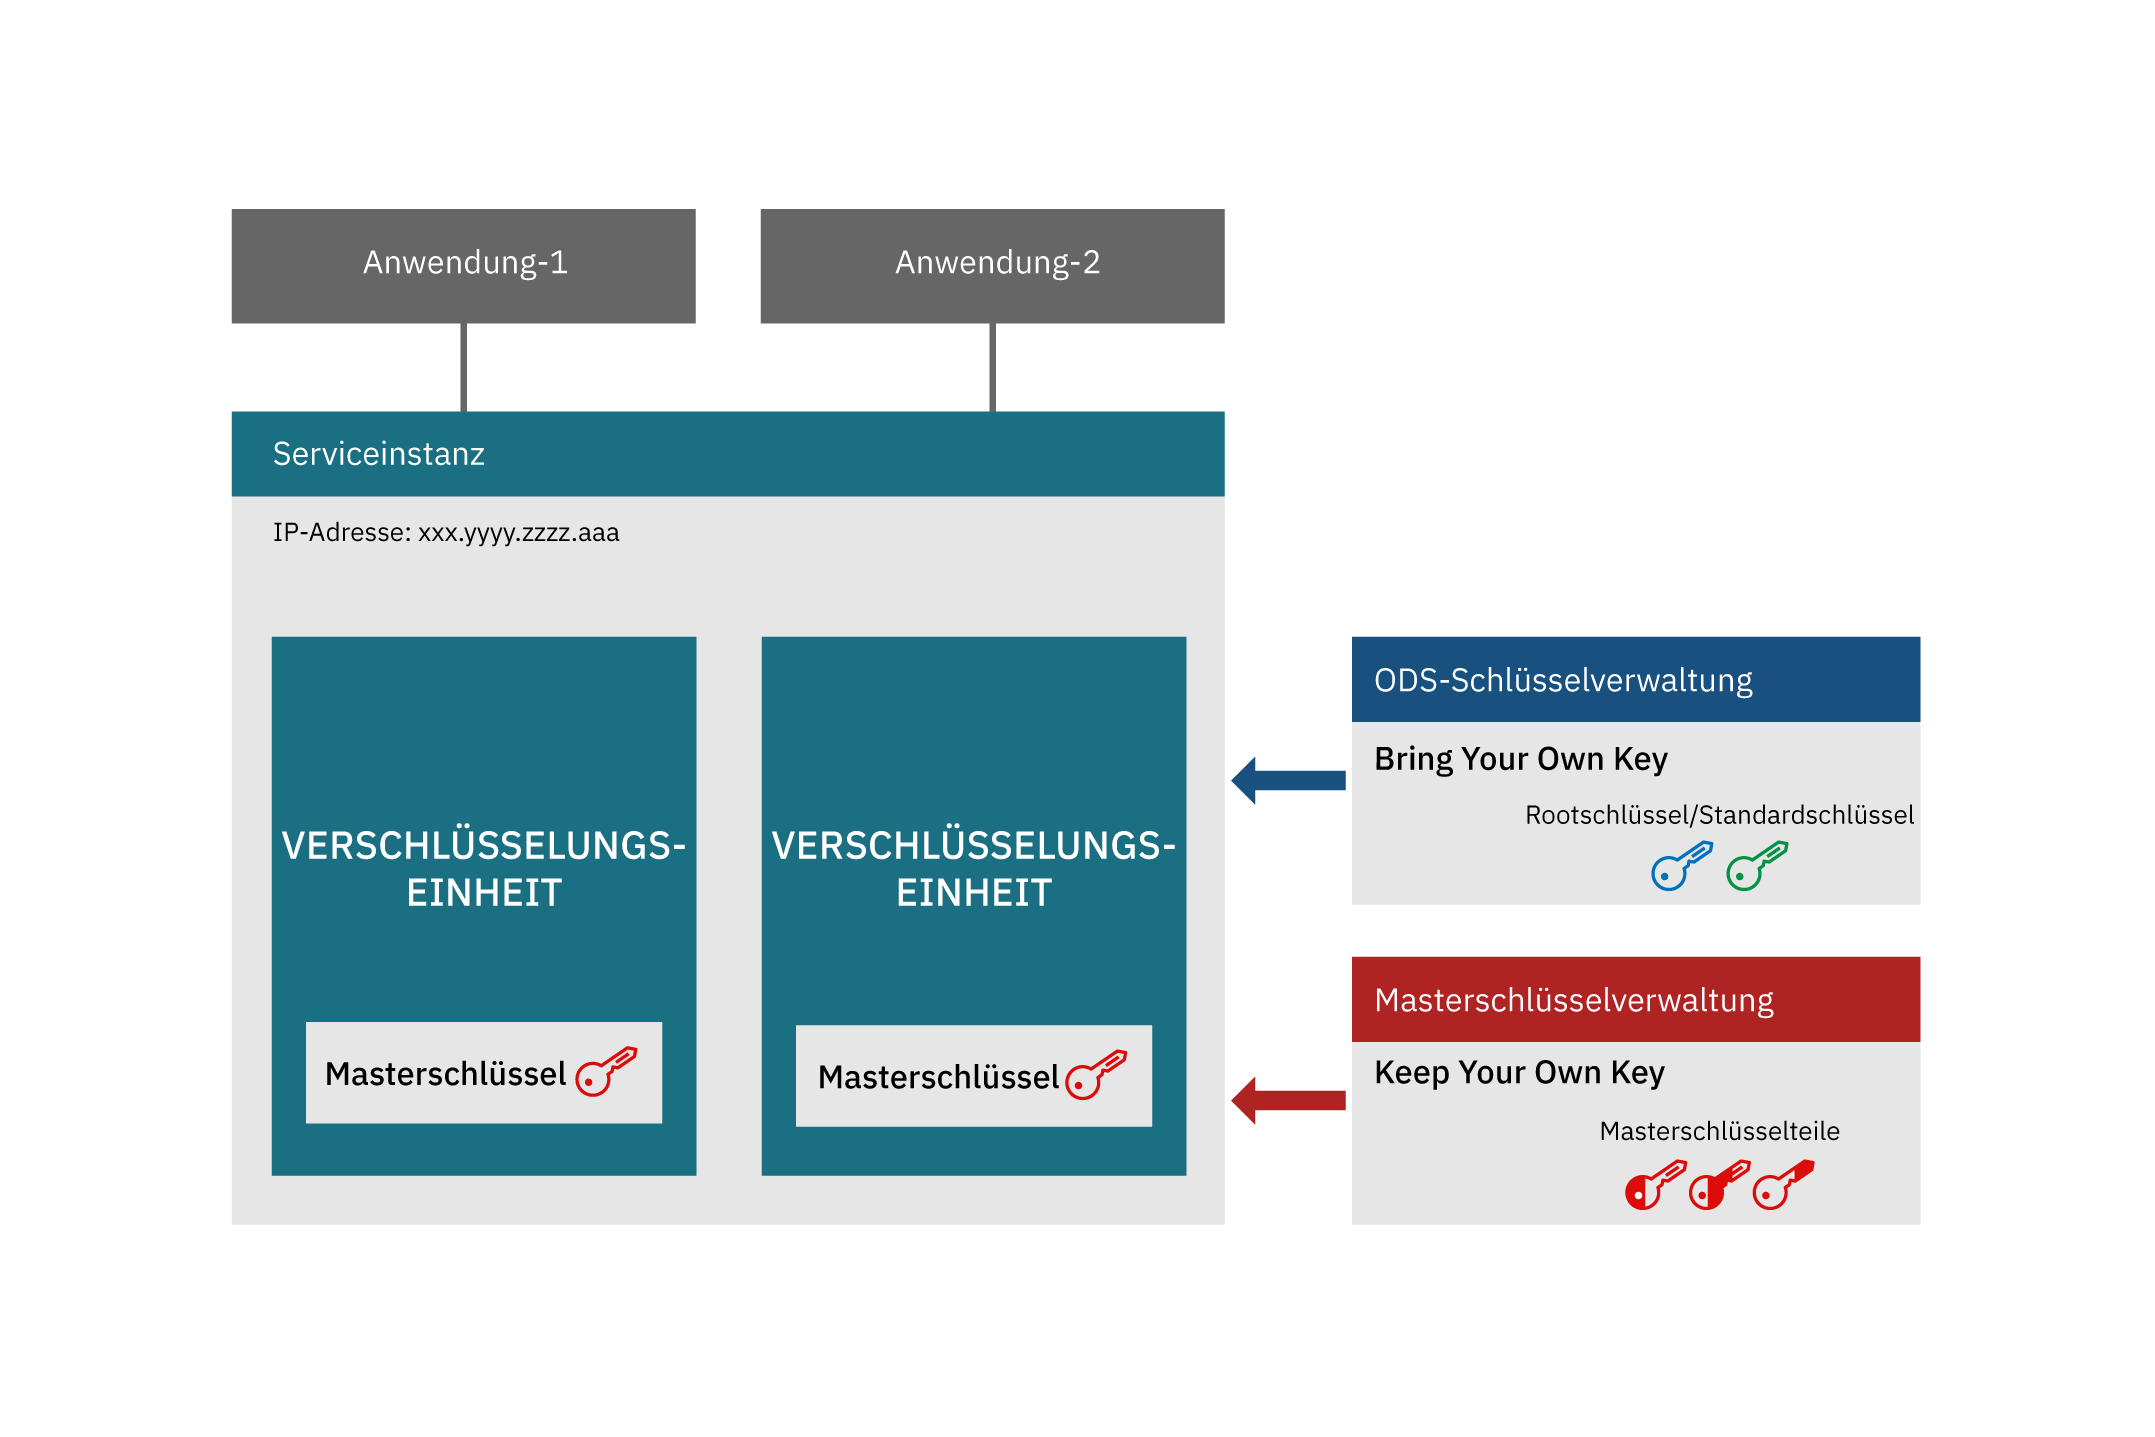 Anwendung-1
Anwendung-2
Serviceinstanz
IP-Adresse: xxx.yyyy.zzzz.aaa
VERSCHLÜSSELUNGS-
EINHEIT
Masterschlüssel
VERSCHLÜSSELUNGS-
EINHEIT
Masterschlüssel
ODS-Schlüsselverwaltung
Bring Your Own Key
Rootschlüssel/Standardschlüssel
Masterschlüsselverwaltung
Keep Your Own Key
Masterschlüsselteile